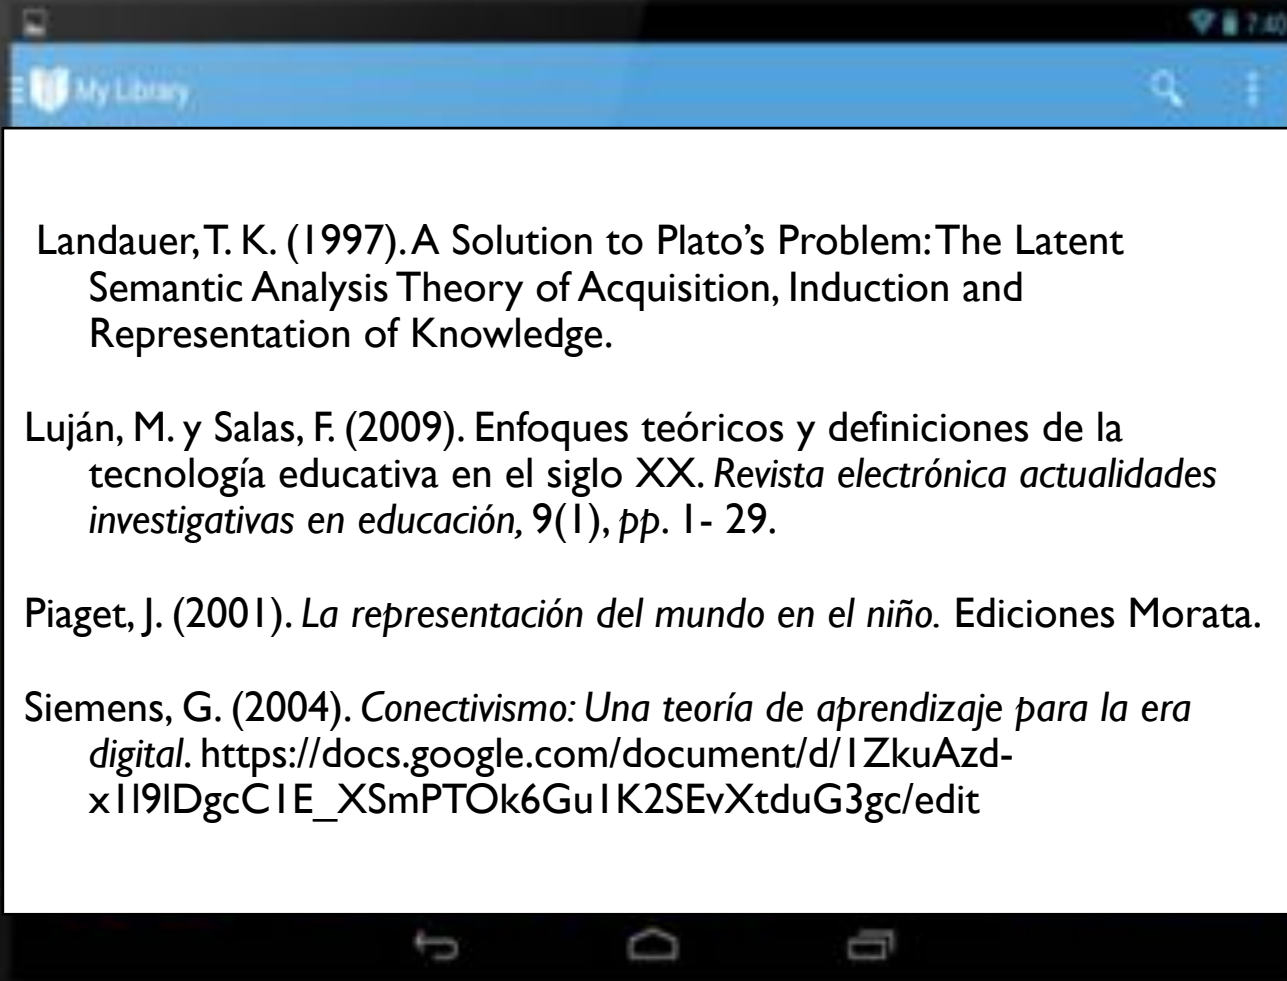 7:40
My Library
Landauer, T. K. (1997). A Solution to Plato's Problem: The Latent
Semantic Analysis Theory of Acquisition, Induction and
Representation of Knowledge.
Luján, M. y Salas, F. (2009). Enfoques teóricos y definiciones de la
tecnología educativa en el siglo XX. Revista electrónica actualidades
investigativas en educación, 9(1), pp. 1- 29.
Piaget, J. (2001). La representación del mundo en el niño. Ediciones Morata.
Siemens, G. (2004). Conectivismo: Una teoría de aprendizaje para la era
digital. https://docs.google.com/document/d/1ZkuAzd-
x1l9lDgcC1E_XSmPTOk6Gu1K2SEvXtduG3gc/edit